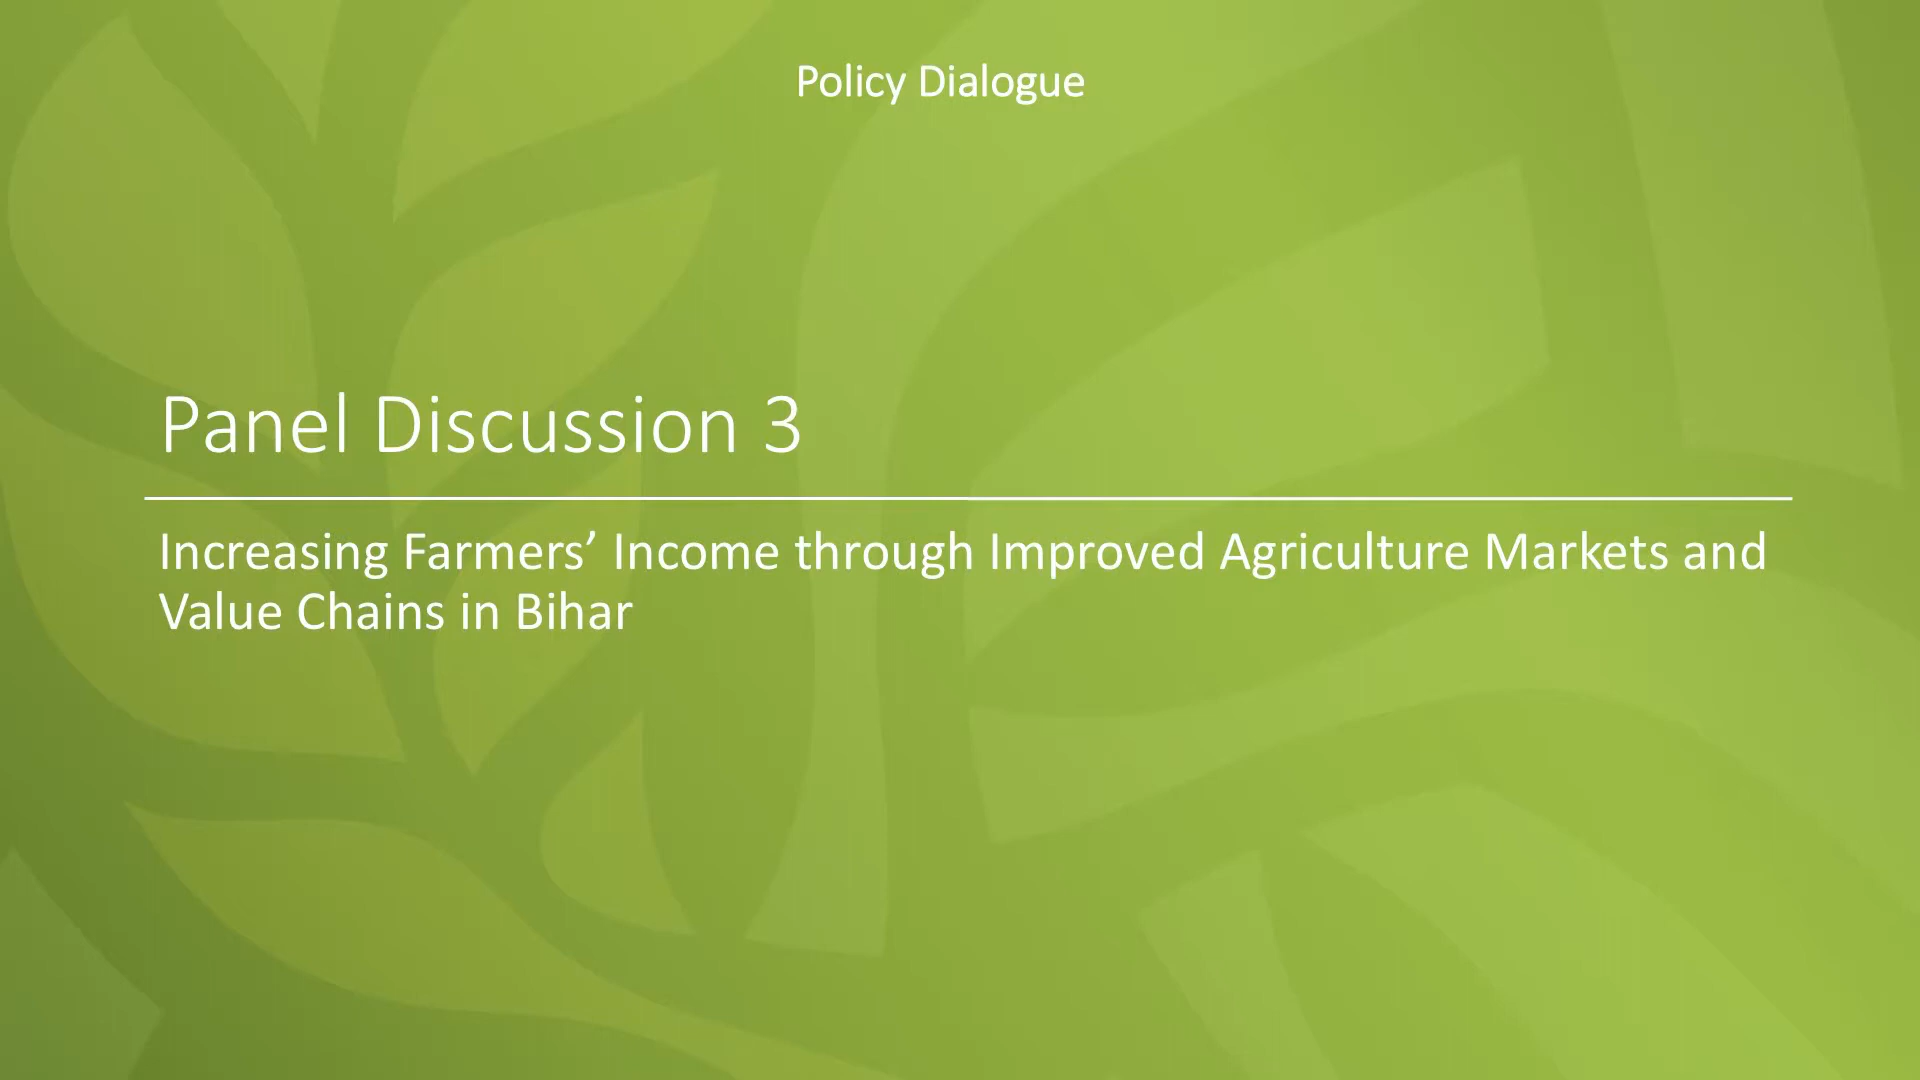 Policy Dialogue
Panel Discussion 3
Increasing Farmers’ Income through Improved Agriculture Markets and
Value Chains in Bihar